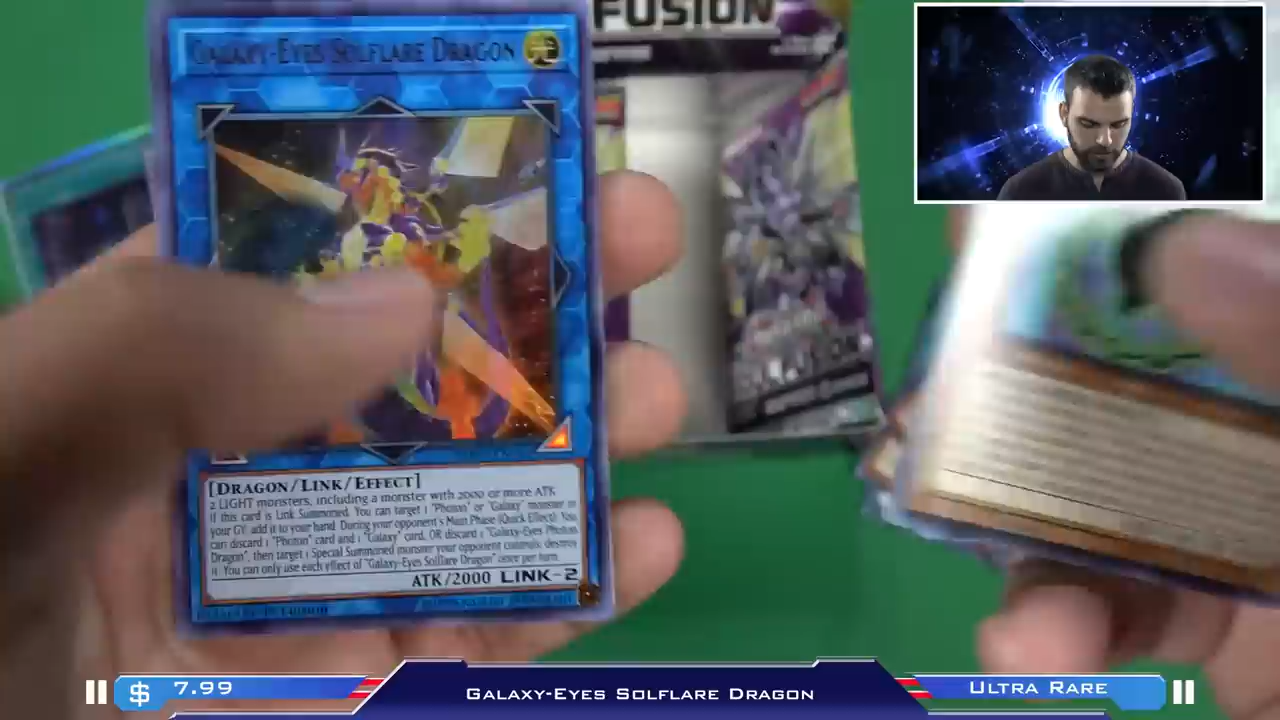 FUSION
GALAXY-EYES SOLFLARE DRAGON
[DRAGON/LINK/EFFECT]
2 LIGHT monsters, including a monster with 2000 or more ATK
If this card is Link Summoned: You can target 1 "Photon" or "Galaxy" monster in
your GY; add it to your hand. During your opponent's Main Phase (Quick Effect): You
can discard 1 "Photon" card and 1 "Galaxy" card, OR discard 1 "Galaxy-Eyes Photon
Dragon", then target 1 Special Summoned monster your opponent controls; destroy
it. You can only use each effect of "Galaxy-Eyes Solflare Dragon" once per turn.
ATK/2000 LINK-2
$ 7.99
GALAXY-EYES SOLFLARE DRAGON
ULTRA RARE